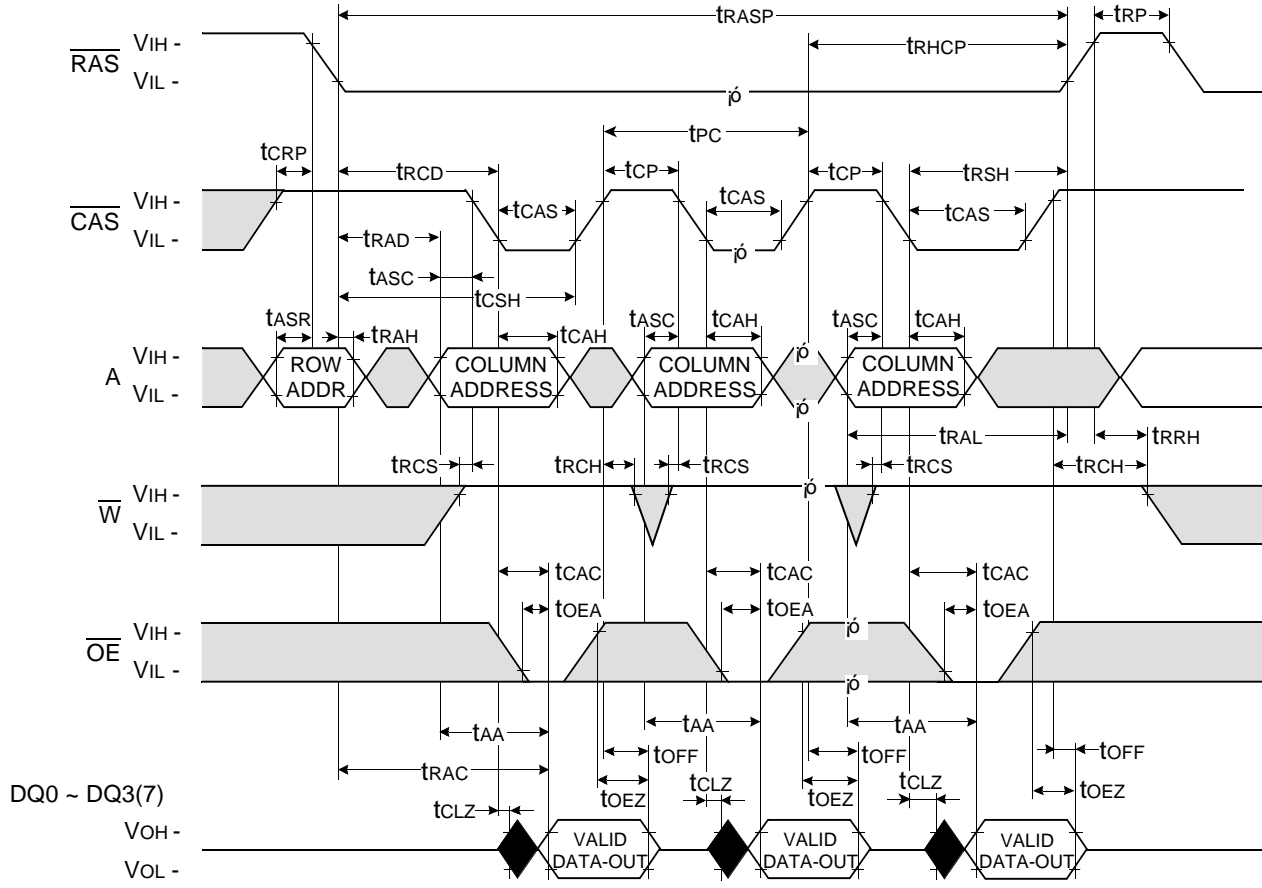 tRASP
tRP
VIH -
RAS
VIL -
tRHCP
¡ó
tPC
tCRP
tRCD
tCP
tCP
tRSH
VIH -
CAS
VIL -
tCAS
tCAS
tCAS
tRAD
¡ó
tASC
tCSH
tASR
tRAH
tCAH
tASC
tCAH
tASC
tCAH
VIH -
A
VIL -
ROW
ADDR
COLUMN
ADDRESS
COLUMN
ADDRESS
¡ó
¡ó
COLUMN
ADDRESS
tRAL
tRRH
tRCS
tRCH
tRCS
tRCS
tRCH
VIH -
W
VIL -
¡ó
tCAC
tCAC
tCAC
tOEA
tOEA
tOEA
VIH -
OE
VIL -
¡ó
¡ó
tAA
tAA
tAA
tOFF
tOFF
tOFF
tRAC
tOEZ
tOEZ
tOEZ
DQ0 ~ DQ3(7)
tCLZ
tCLZ
tCLZ
VOH -
VOL -
VALID
DATA-OUT
VALID
DATA-OUT
VALID
DATA-OUT